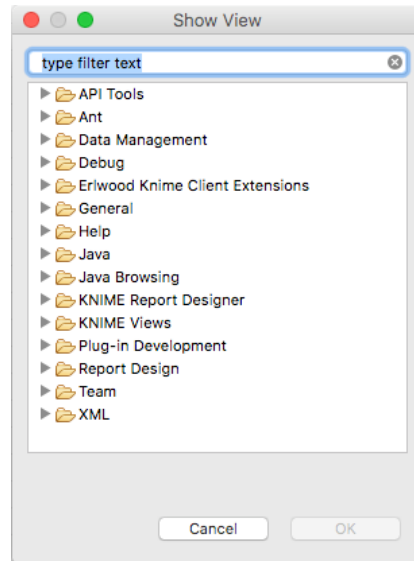 Show View
type filter text
API Tools
Ant
Data Management
Debug
Erlwood Knime Client Extensions
General
Help
Java
Java Browsing
KNIME Report Designer
KNIME Views
Plug-in Development
Report Design
Team
XML
Cancel OK